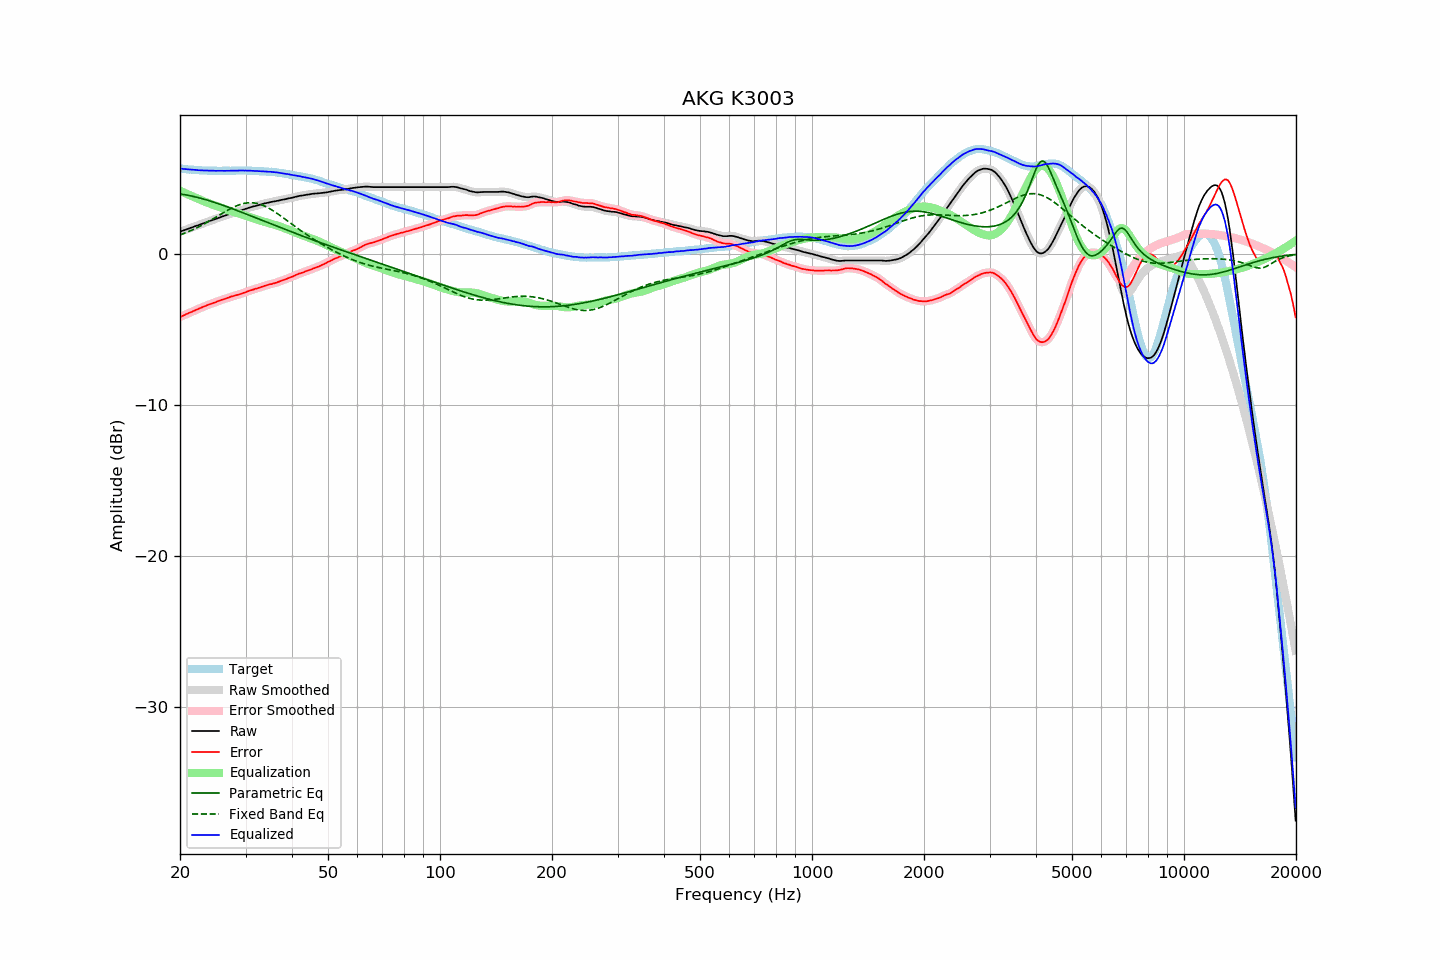 AKG K3003
Amplitude (dBr)
0
−10
−20
−30
Target
Raw Smoothed
Error Smoothed
Raw
Error
Equalization
Parametric Eq
Fixed Band Eq
Equalized
20 50 100 200 500 1000 2000 5000 10000 20000
Frequency (Hz)